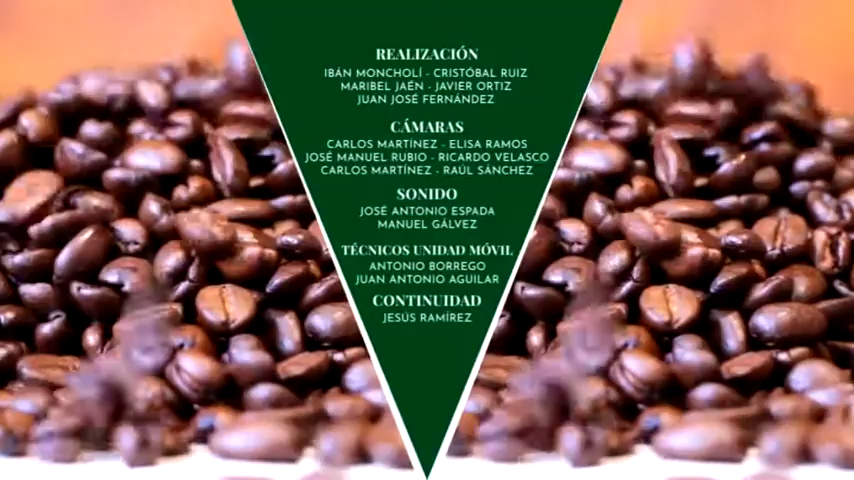 REALIZACIÓN
IBÁN MONCHOLÍ - CRISTÓBAL RUIZ
MARIBEL JAÉN - JAVIER ORTIZ
JUAN JOSÉ FERNÁNDEZ
CÁMARAS
CARLOS MARTÍNEZ - ELISA RAMOS
JOSÉ MANUEL RUBIO - RICARDO VELASCO
CARLOS MARTÍNEZ - RAÚL SÁNCHEZ
SONIDO
JOSÉ ANTONIO ESPADA
MANUEL GÁLVEZ
TÉCNICOS UNIDAD MÓVIL
ANTONIO BORREGO
JUAN ANTONIO AGUILAR
CONTINUIDAD
JESÚS RAMÍREZ